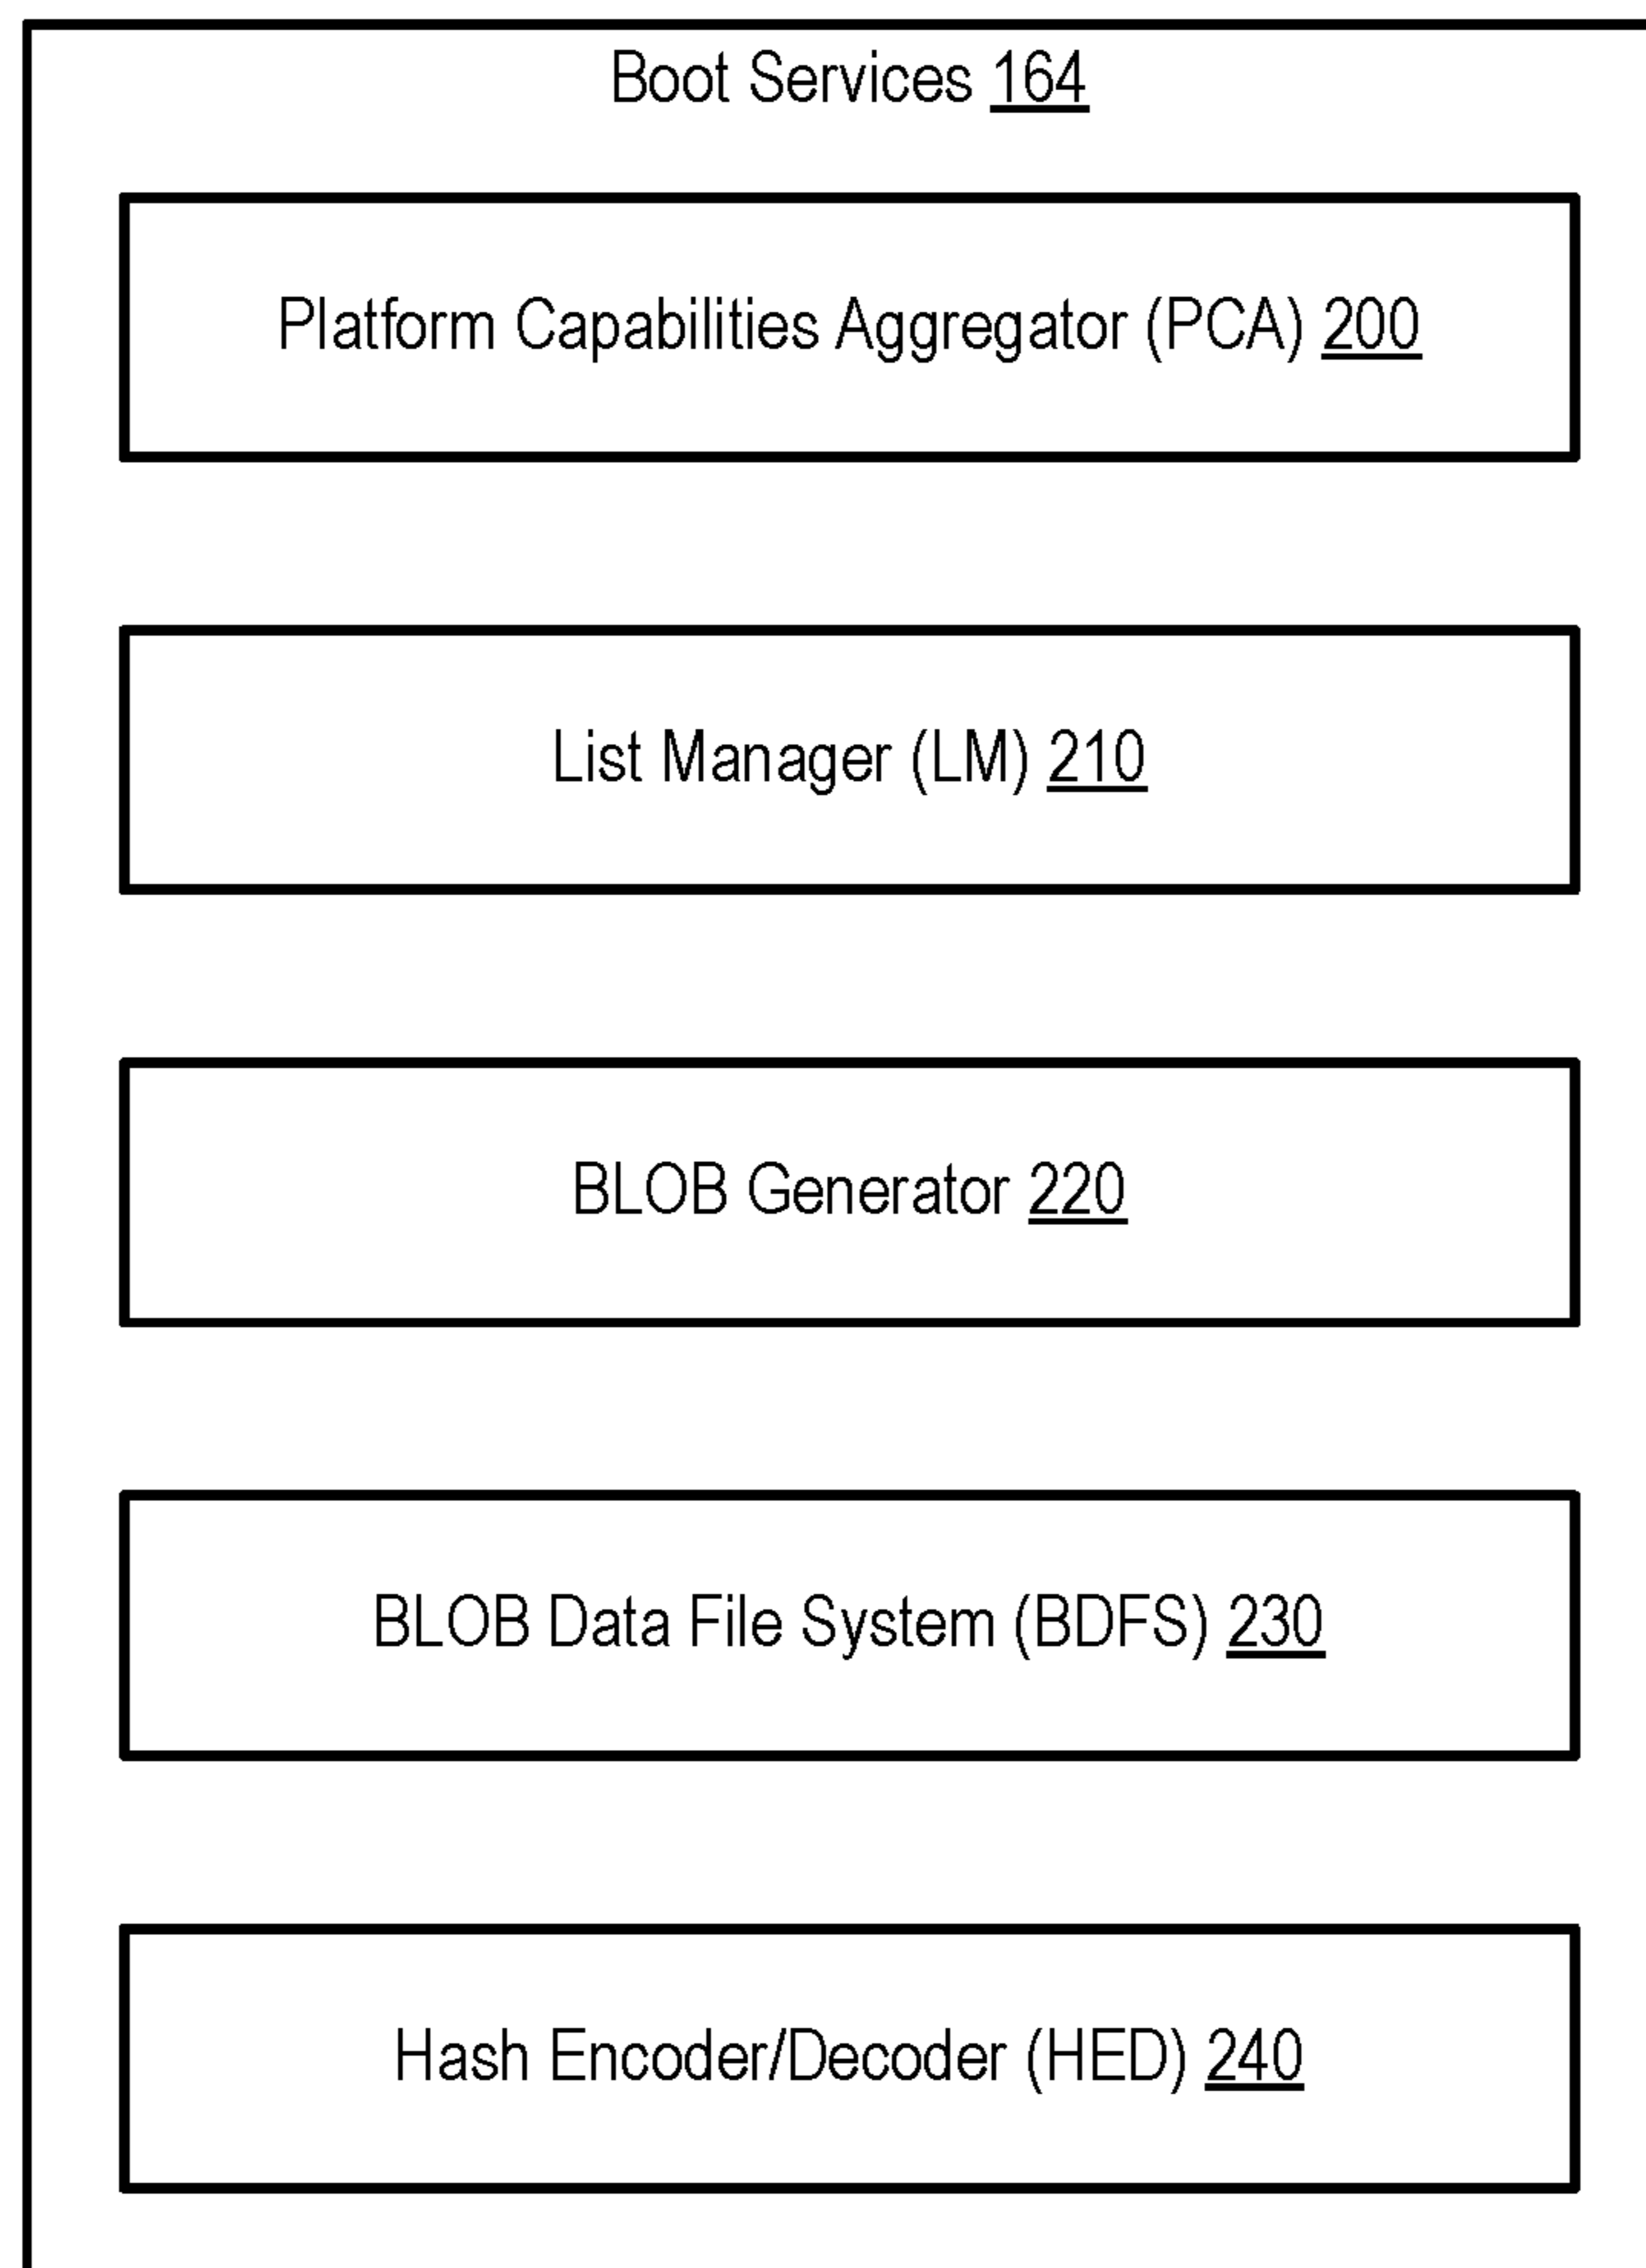 Boot Services 164
Platform Capabilities Aggregator (PCA) 200
List Manager (LM) 210
BLOB Generator 220
BLOB Data File System (BDFS) 230
Hash Encoder/Decoder (HED) 240